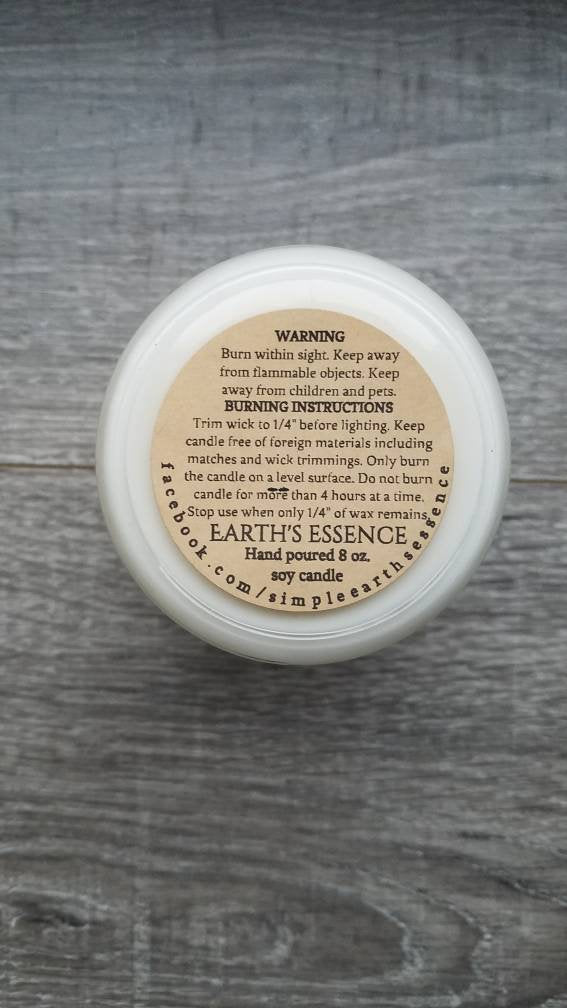 WARNING
Burn within sight. Keep away
from flammable objects. Keep
away from children and pets.
BURNING INSTRUCTIONS
Trim wick to 1/4" before lighting. Keep
candle free of foreign materials including
matches and wick trimmings. Only burn
the candle on a level surface. Do not burn
candle for more than 4 hours at a time.
Stop use when only 1/4" of wax remains.
EARTH'S ESSENCE
Hand poured 8 oz.
soy candle
facebook.com/simpleearthsessence